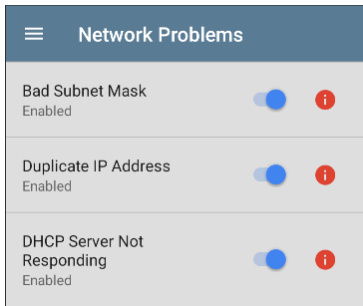 Network Problems
Bad Subnet Mask
Enabled
Duplicate IP Address
Enabled
DHCP Server Not
Responding
Enabled